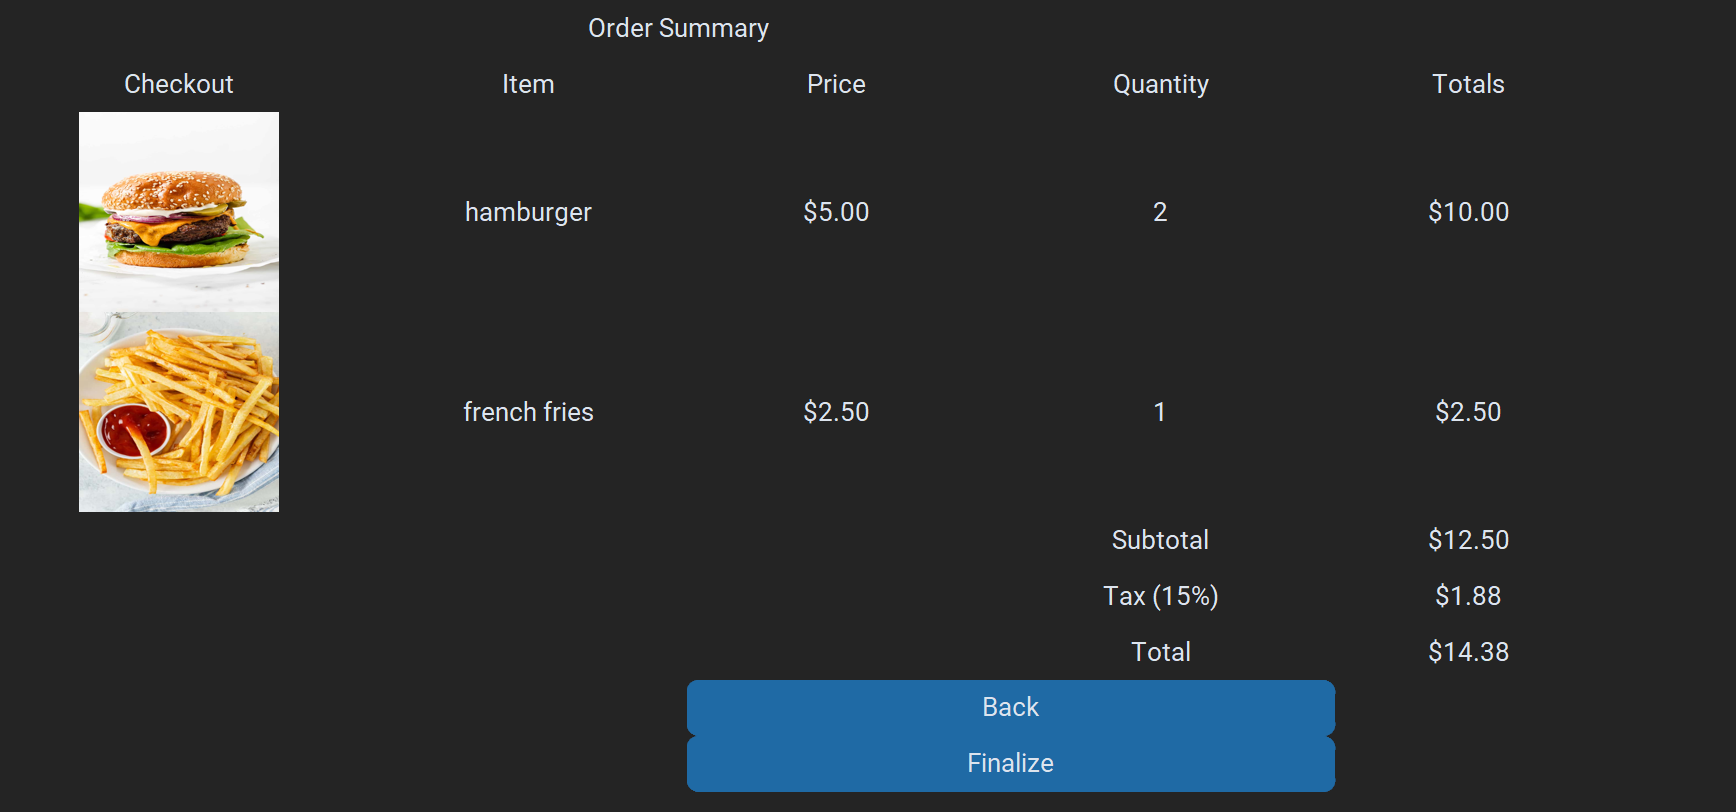 Order Summary
Checkout Item Price Quantity Totals
hamburger $5.00 2 $10.00
french fries $2.50 1 $2.50
Subtotal $12.50
Tax (15%) $1.88
Total $14.38
Back
Finalize